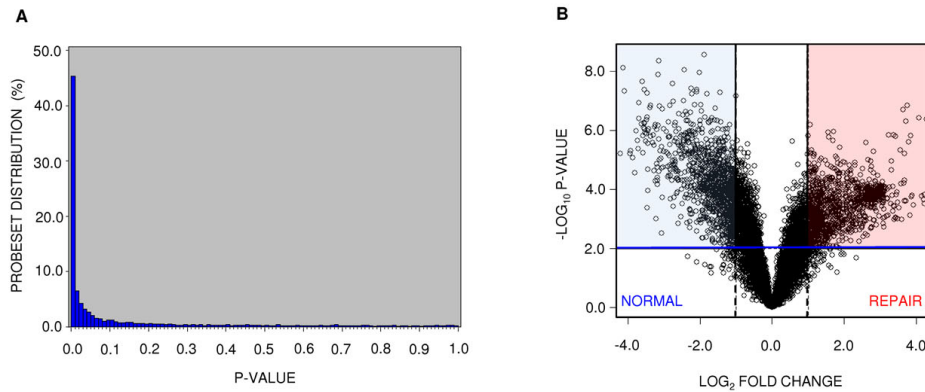 A
PROBESET DISTRIBUTION (%)
50.0
40.0
30.0
20.0
10.0
0.0
0.0 0.1 0.2 0.3 0.4 0.5 0.6 0.7 0.8 0.9 1.0
P-VALUE
B
-LOG10 P-VALUE
8.0
6.0
4.0
2.0
0.0
NORMAL
REPAIR
-4.0 -2.0 0.0 2.0 4.0
LOG2 FOLD CHANGE